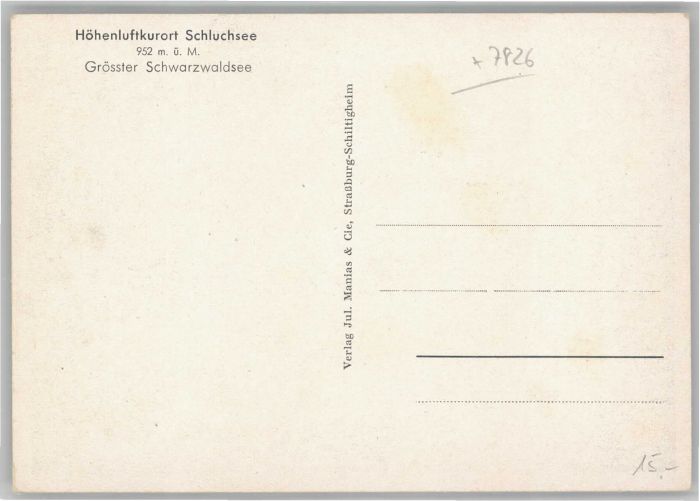 Höhenluftkurort Schluchsee
952 m. ü. M.
Grösster Schwarzwaldsee
* 7826
Verlag Jul. Manias & Cie, Straßburg-Schiltigheim
15.-